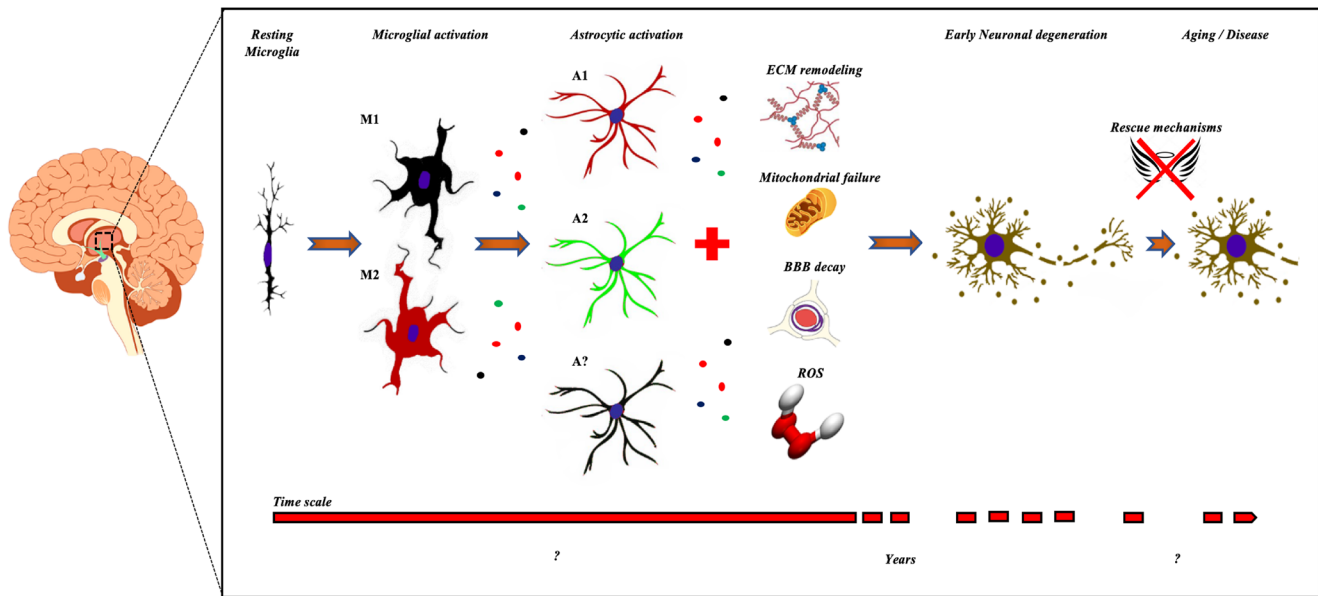 Resting
Microglia
Microglial activation
Astrocytic activation
Early Neuronal degeneration
Aging / Disease
M1
M2
A1
A2
A?
ECM remodeling
Mitochondrial failure
BBB decay
ROS
Rescue mechanisms
Time scale
?
Years
?